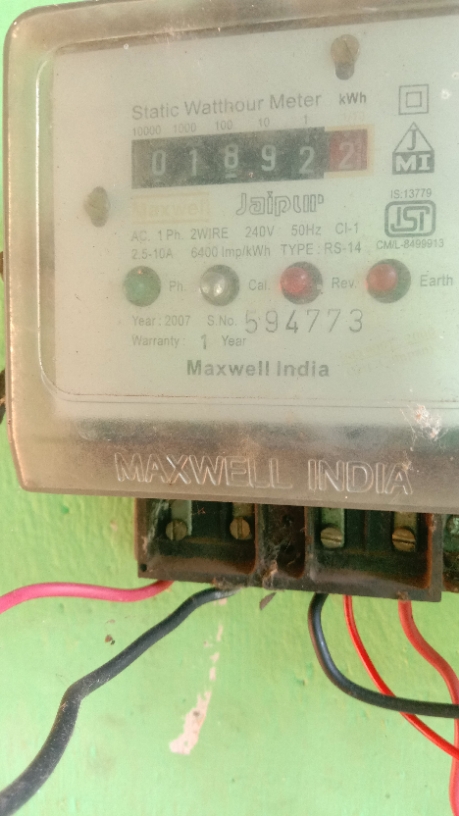 Static Watthour Meter kWh
10000 1000 100 10 1
0 1 8 9 2 2
J
MI
Maxwell Jaipur
IS:13779
ISI
CM/L-8499913
AC. 1 Ph. 2WIRE 240V 50Hz Cl-1
2.5-10A 6400 Imp/kWh TYPE : RS-14
Ph. Cal. Rev. Earth
Year : 2007 S.No. 594773
Warranty : 1 Year
Maxwell India
MAXWELL INDIA